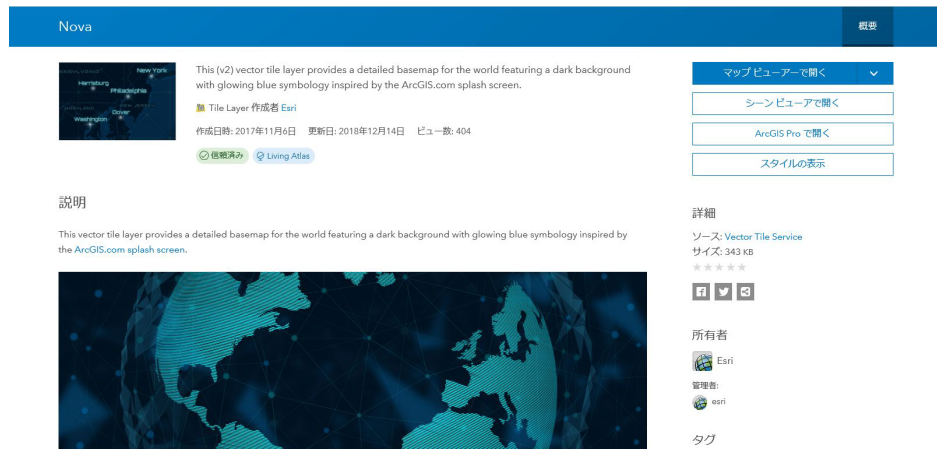 Nova
概要
New York
Harrisburg
Philadelphia
Dover
Washington
This (v2) vector tile layer provides a detailed basemap for the world featuring a dark background
with glowing blue symbology inspired by the ArcGIS.com splash screen.
Tile Layer 作成者 Esri
作成日時: 2017年11月6日 更新日: 2018年12月14日 ビュー数: 404
信頼済み Living Atlas
マップ ビューアーで開く
シーン ビューアで開く
ArcGIS Pro で開く
スタイルの表示
説明
This vector tile layer provides a detailed basemap for the world featuring a dark background with glowing blue symbology inspired by
the ArcGIS.com splash screen.
詳細
ソース: Vector Tile Service
サイズ: 343 KB
所有者
Esri
管理者:
esri
タグ